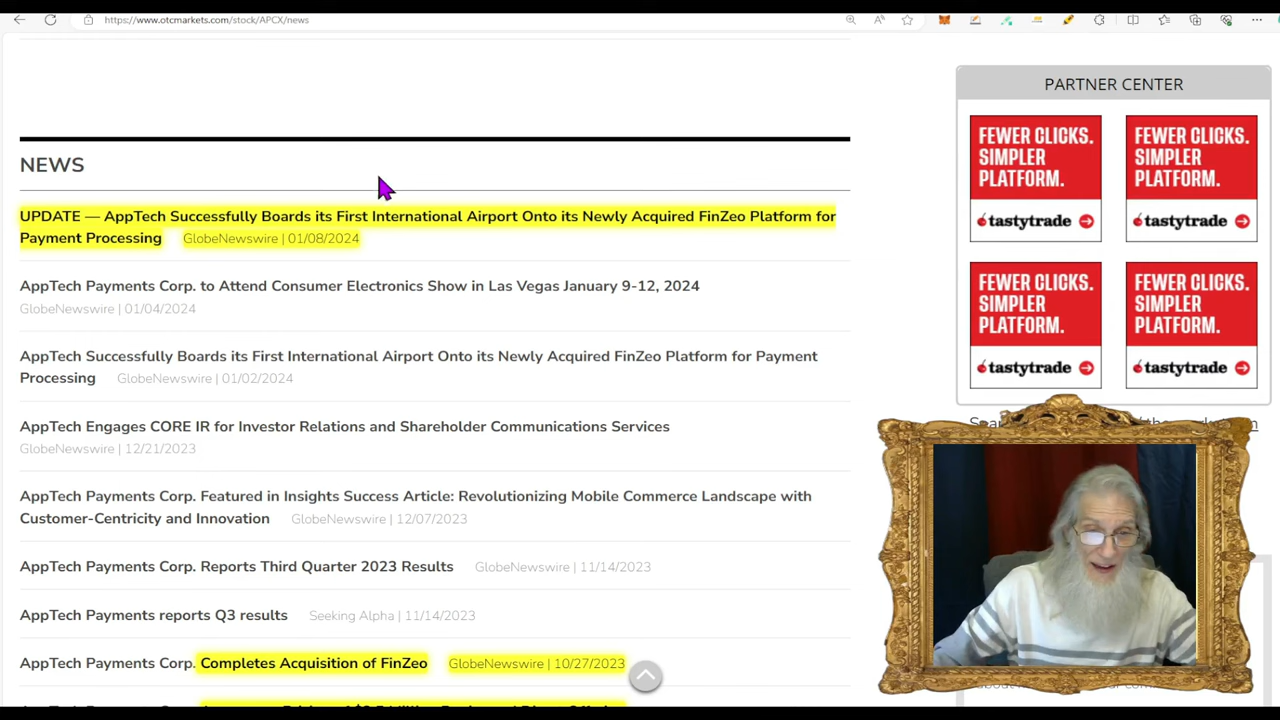 https://www.otcmarkets.com/stock/APCX/news
PARTNER CENTER
FEWER CLICKS.
SIMPLER
PLATFORM.
tastytrade
FEWER CLICKS.
SIMPLER
PLATFORM.
tastytrade
FEWER CLICKS.
SIMPLER
PLATFORM.
tastytrade
FEWER CLICKS.
SIMPLER
PLATFORM.
tastytrade
NEWS
UPDATE — AppTech Successfully Boards its First International Airport Onto its Newly Acquired FinZeo Platform for
Payment Processing GlobeNewswire | 01/08/2024
AppTech Payments Corp. to Attend Consumer Electronics Show in Las Vegas January 9-12, 2024
GlobeNewswire | 01/04/2024
AppTech Successfully Boards its First International Airport Onto its Newly Acquired FinZeo Platform for Payment
Processing GlobeNewswire | 01/02/2024
AppTech Engages CORE IR for Investor Relations and Shareholder Communications Services
GlobeNewswire | 12/21/2023
AppTech Payments Corp. Featured in Insights Success Article: Revolutionizing Mobile Commerce Landscape with
Customer-Centricity and Innovation GlobeNewswire | 12/07/2023
AppTech Payments Corp. Reports Third Quarter 2023 Results GlobeNewswire | 11/14/2023
AppTech Payments reports Q3 results Seeking Alpha | 11/14/2023
AppTech Payments Corp. Completes Acquisition of FinZeo GlobeNewswire | 10/27/2023